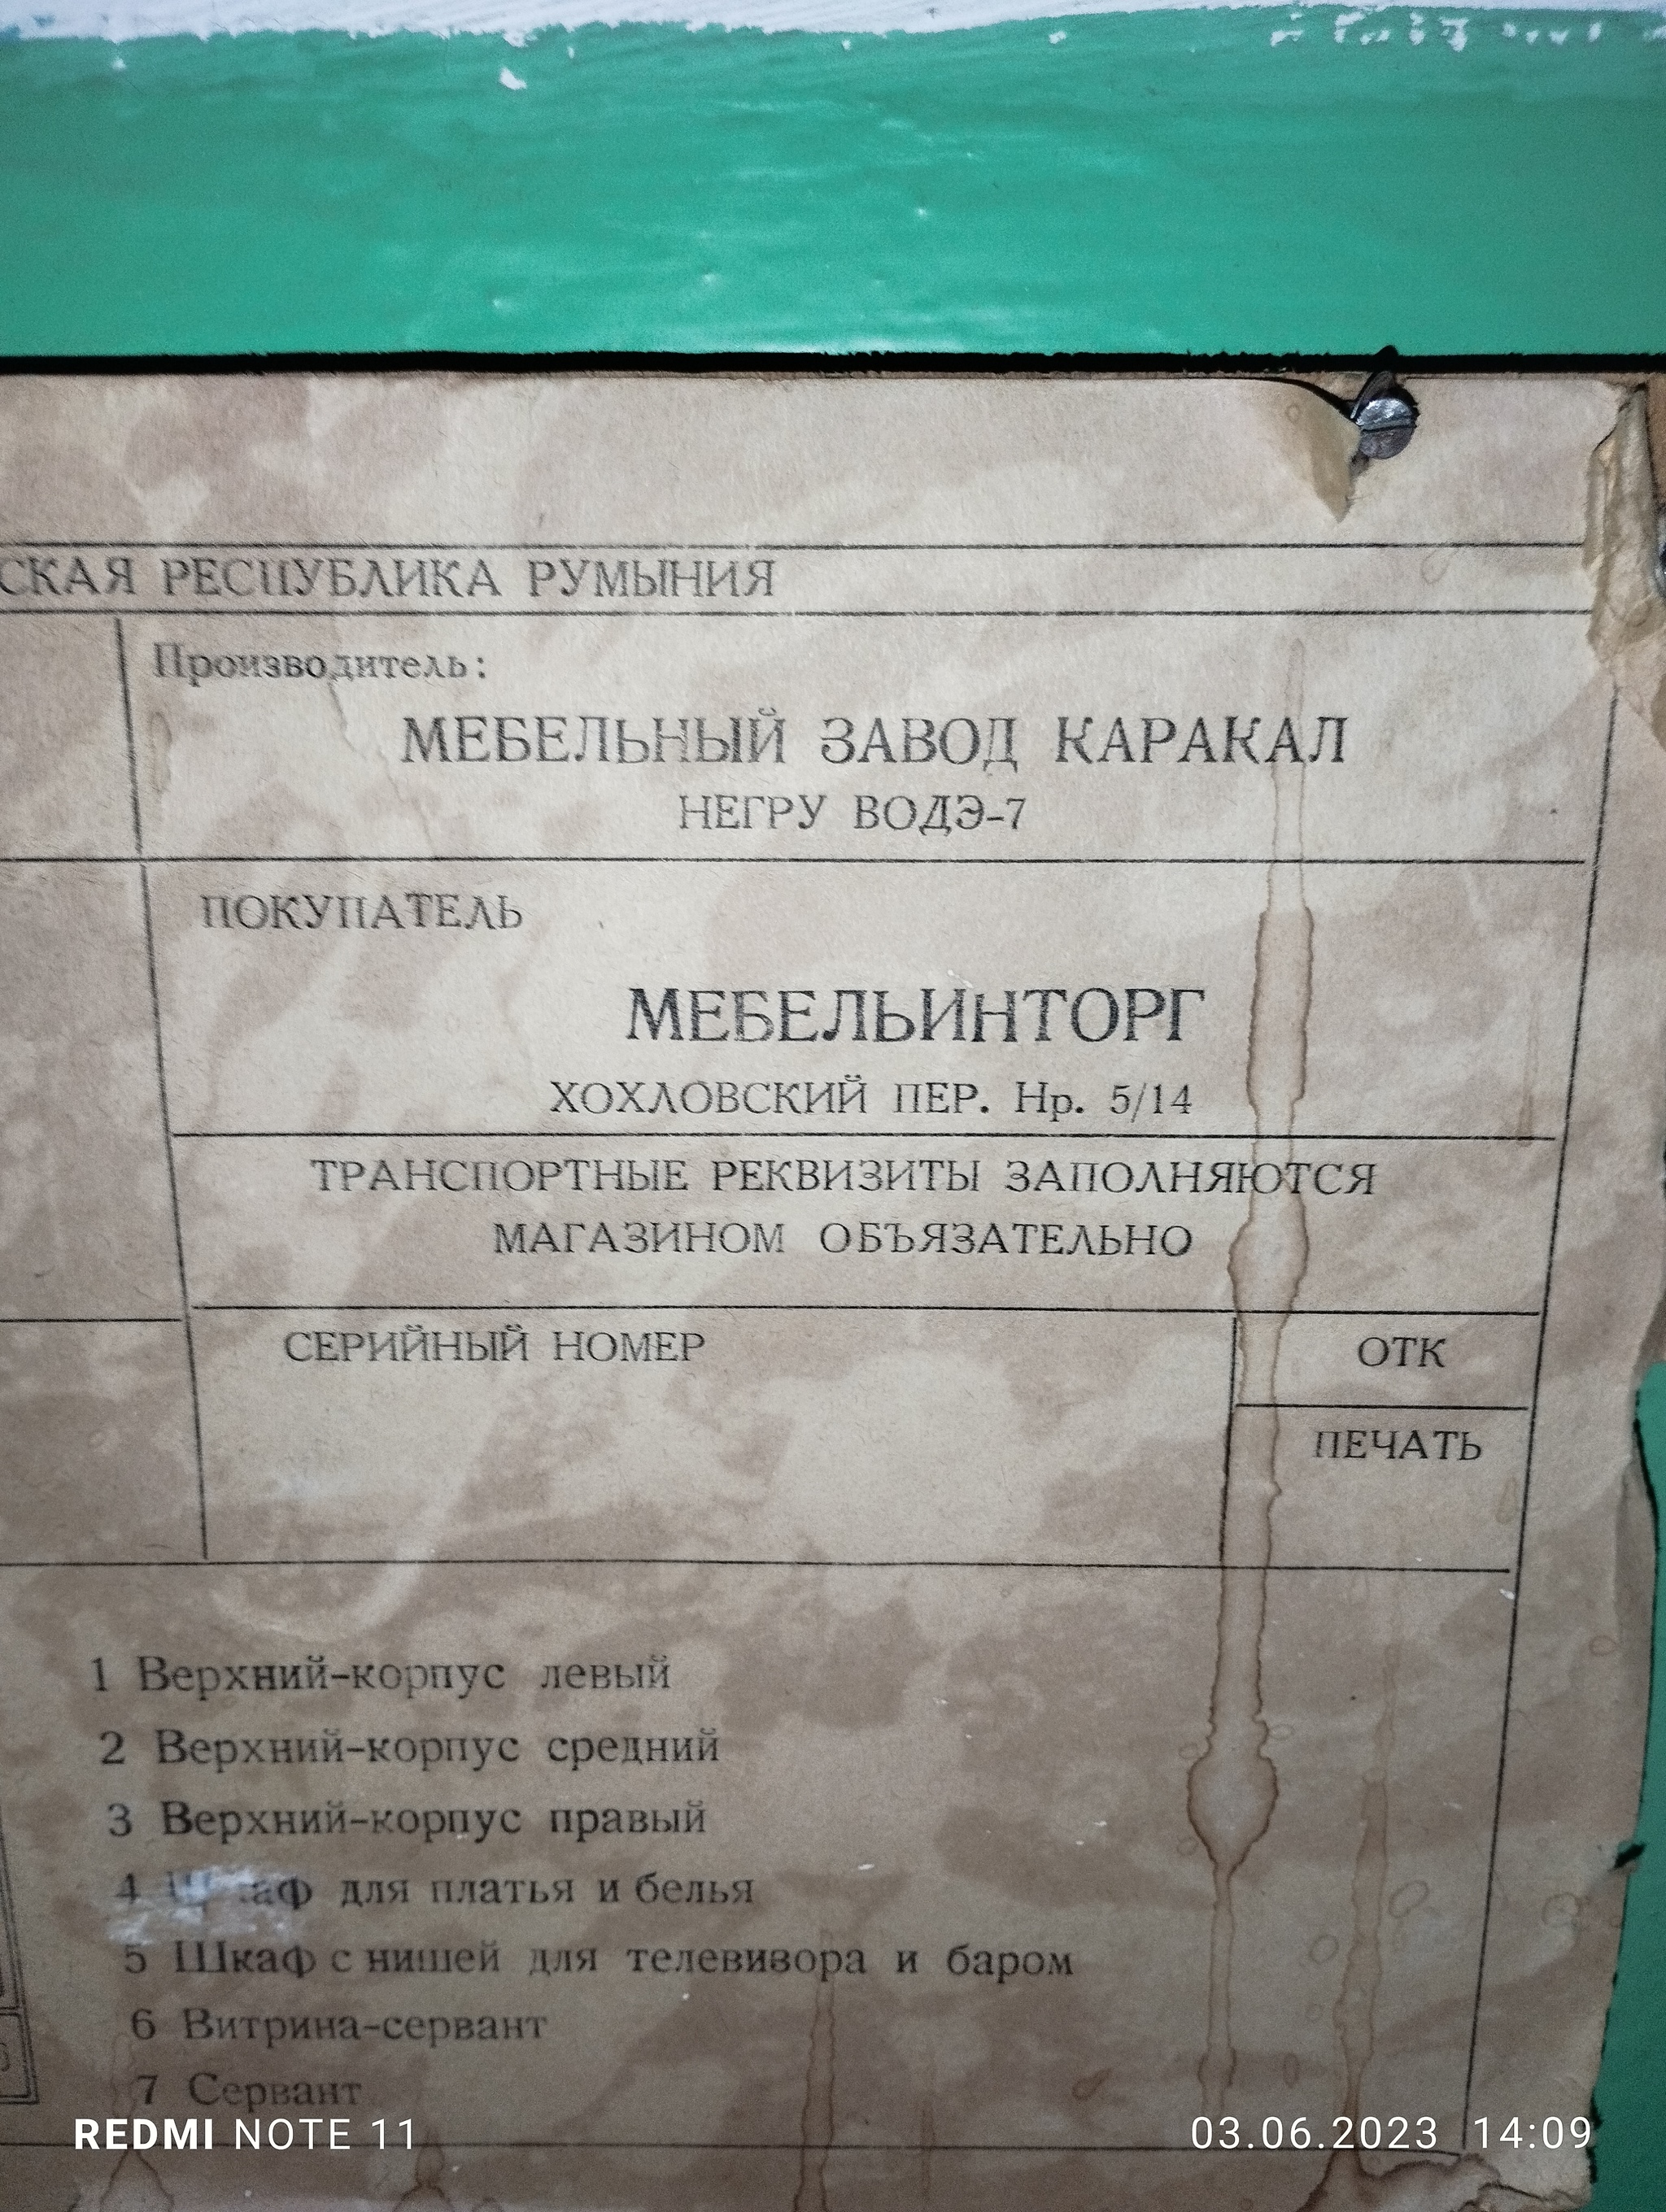 СКАЯ РЕСПУБЛИКА РУМЫНИЯ
Производитель:
МЕБЕЛЬНЫЙ ЗАВОД КАРАКАЛ
НЕГРУ ВОДЭ-7
ПОКУПАТЕЛЬ
МЕБЕЛЬИНТОРГ
ХОХЛОВСКИЙ ПЕР. Нр. 5/14
ТРАНСПОРТНЫЕ РЕКВИЗИТЫ ЗАПОЛНЯЮТСЯ
МАГАЗИНОМ ОБЪЯЗАТЕЛЬНО
СЕРИЙНЫЙ НОМЕР
ОТК
ПЕЧАТЬ
1 Верхний-корпус левый
2 Верхний-корпус средний
3 Верхний-корпус правый
4 Шкаф для платья и белья
5 Шкаф с нишей для телевизора и баром
6 Витрина-сервант
7 Сервант
REDMI NOTE 11
03.06.2023 14:09